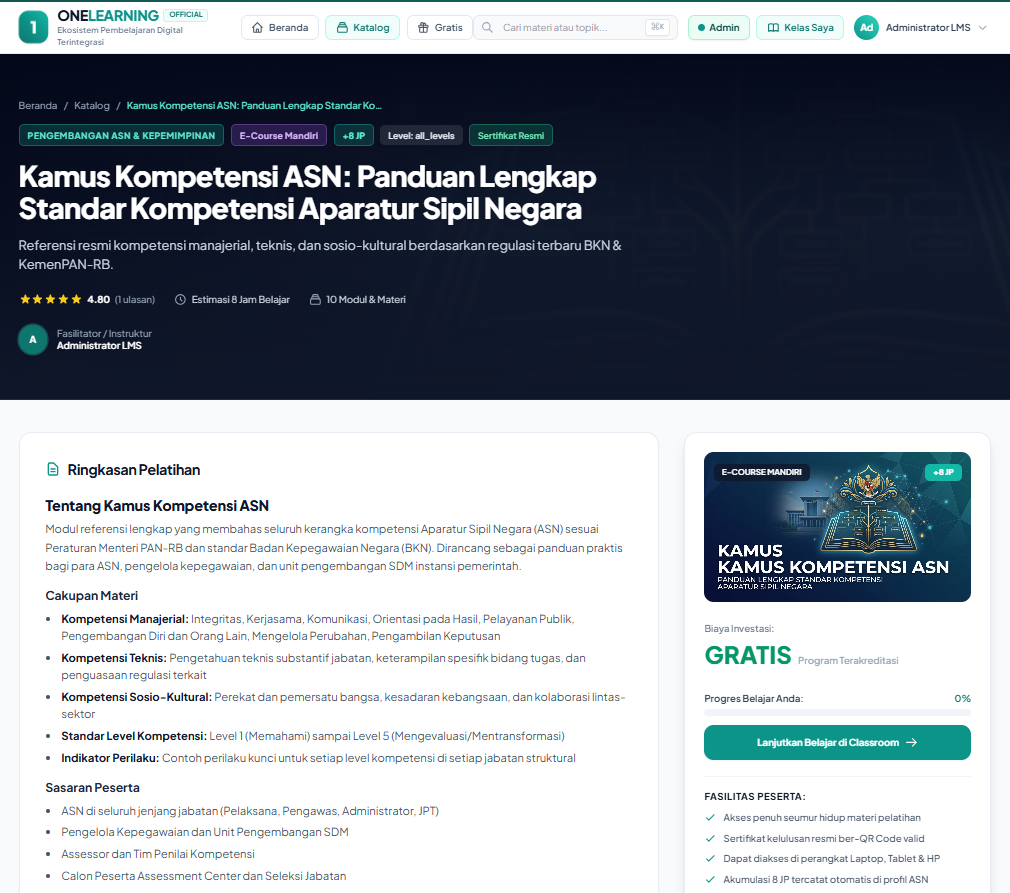 1
ONELEARNING OFFICIAL
Ekosistem Pembelajaran Digital
Terintegrasi
Beranda
Katalog
Gratis
Cari materi atau topik...
⌘K
Admin
Kelas Saya
Ad
Administrator LMS
Beranda / Katalog / Kamus Kompetensi ASN: Panduan Lengkap Standar Ko...
PENGEMBANGAN ASN & KEPEMIMPINAN
E-Course Mandiri
+8 JP
Level: all_levels
Sertifikat Resmi
Kamus Kompetensi ASN: Panduan Lengkap
Standar Kompetensi Aparatur Sipil Negara
Referensi resmi kompetensi manajerial, teknis, dan sosio-kultural berdasarkan regulasi terbaru BKN &
KemenPAN-RB.
4.80 (1 ulasan)
Estimasi 8 Jam Belajar
10 Modul & Materi
A
Fasilitator / Instruktur
Administrator LMS
Ringkasan Pelatihan
Tentang Kamus Kompetensi ASN
Modul referensi lengkap yang membahas seluruh kerangka kompetensi Aparatur Sipil Negara (ASN) sesuai
Peraturan Menteri PAN-RB dan standar Badan Kepegawaian Negara (BKN). Dirancang sebagai panduan praktis
bagi para ASN, pengelola kepegawaian, dan unit pengembangan SDM instansi pemerintah.
Cakupan Materi
• Kompetensi Manajerial: Integritas, Kerjasama, Komunikasi, Orientasi pada Hasil, Pelayanan Publik,
Pengembangan Diri dan Orang Lain, Mengelola Perubahan, Pengambilan Keputusan
• Kompetensi Teknis: Pengetahuan teknis substantif jabatan, keterampilan spesifik bidang tugas, dan
penguasaan regulasi terkait
• Kompetensi Sosio-Kultural: Perekat dan pemersatu bangsa, kesadaran kebangsaan, dan kolaborasi lintas-
sektor
• Standar Level Kompetensi: Level 1 (Memahami) sampai Level 5 (Mengevaluasi/Mentransformasi)
• Indikator Perilaku: Contoh perilaku kunci untuk setiap level kompetensi di setiap jabatan struktural
Sasaran Peserta
• ASN di seluruh jenjang jabatan (Pelaksana, Pengawas, Administrator, JPT)
• Pengelola Kepegawaian dan Unit Pengembangan SDM
• Assessor dan Tim Penilai Kompetensi
• Calon Peserta Assessment Center dan Seleksi Jabatan
E-COURSE MANDIRI
+8 JP
KAMUS
KAMUS KOMPETENSI ASN
PANDUAN LENGKAP STANDAR KOMPETENSI
APARATUR SIPIL NEGARA
Biaya Investasi:
GRATIS Program Terakreditasi
Progres Belajar Anda: 0%
Lanjutkan Belajar di Classroom →
FASILITAS PESERTA:
Akses penuh seumur hidup materi pelatihan
Sertifikat kelulusan resmi ber-QR Code valid
Dapat diakses di perangkat Laptop, Tablet & HP
Akumulasi 8 JP tercatat otomatis di profil ASN